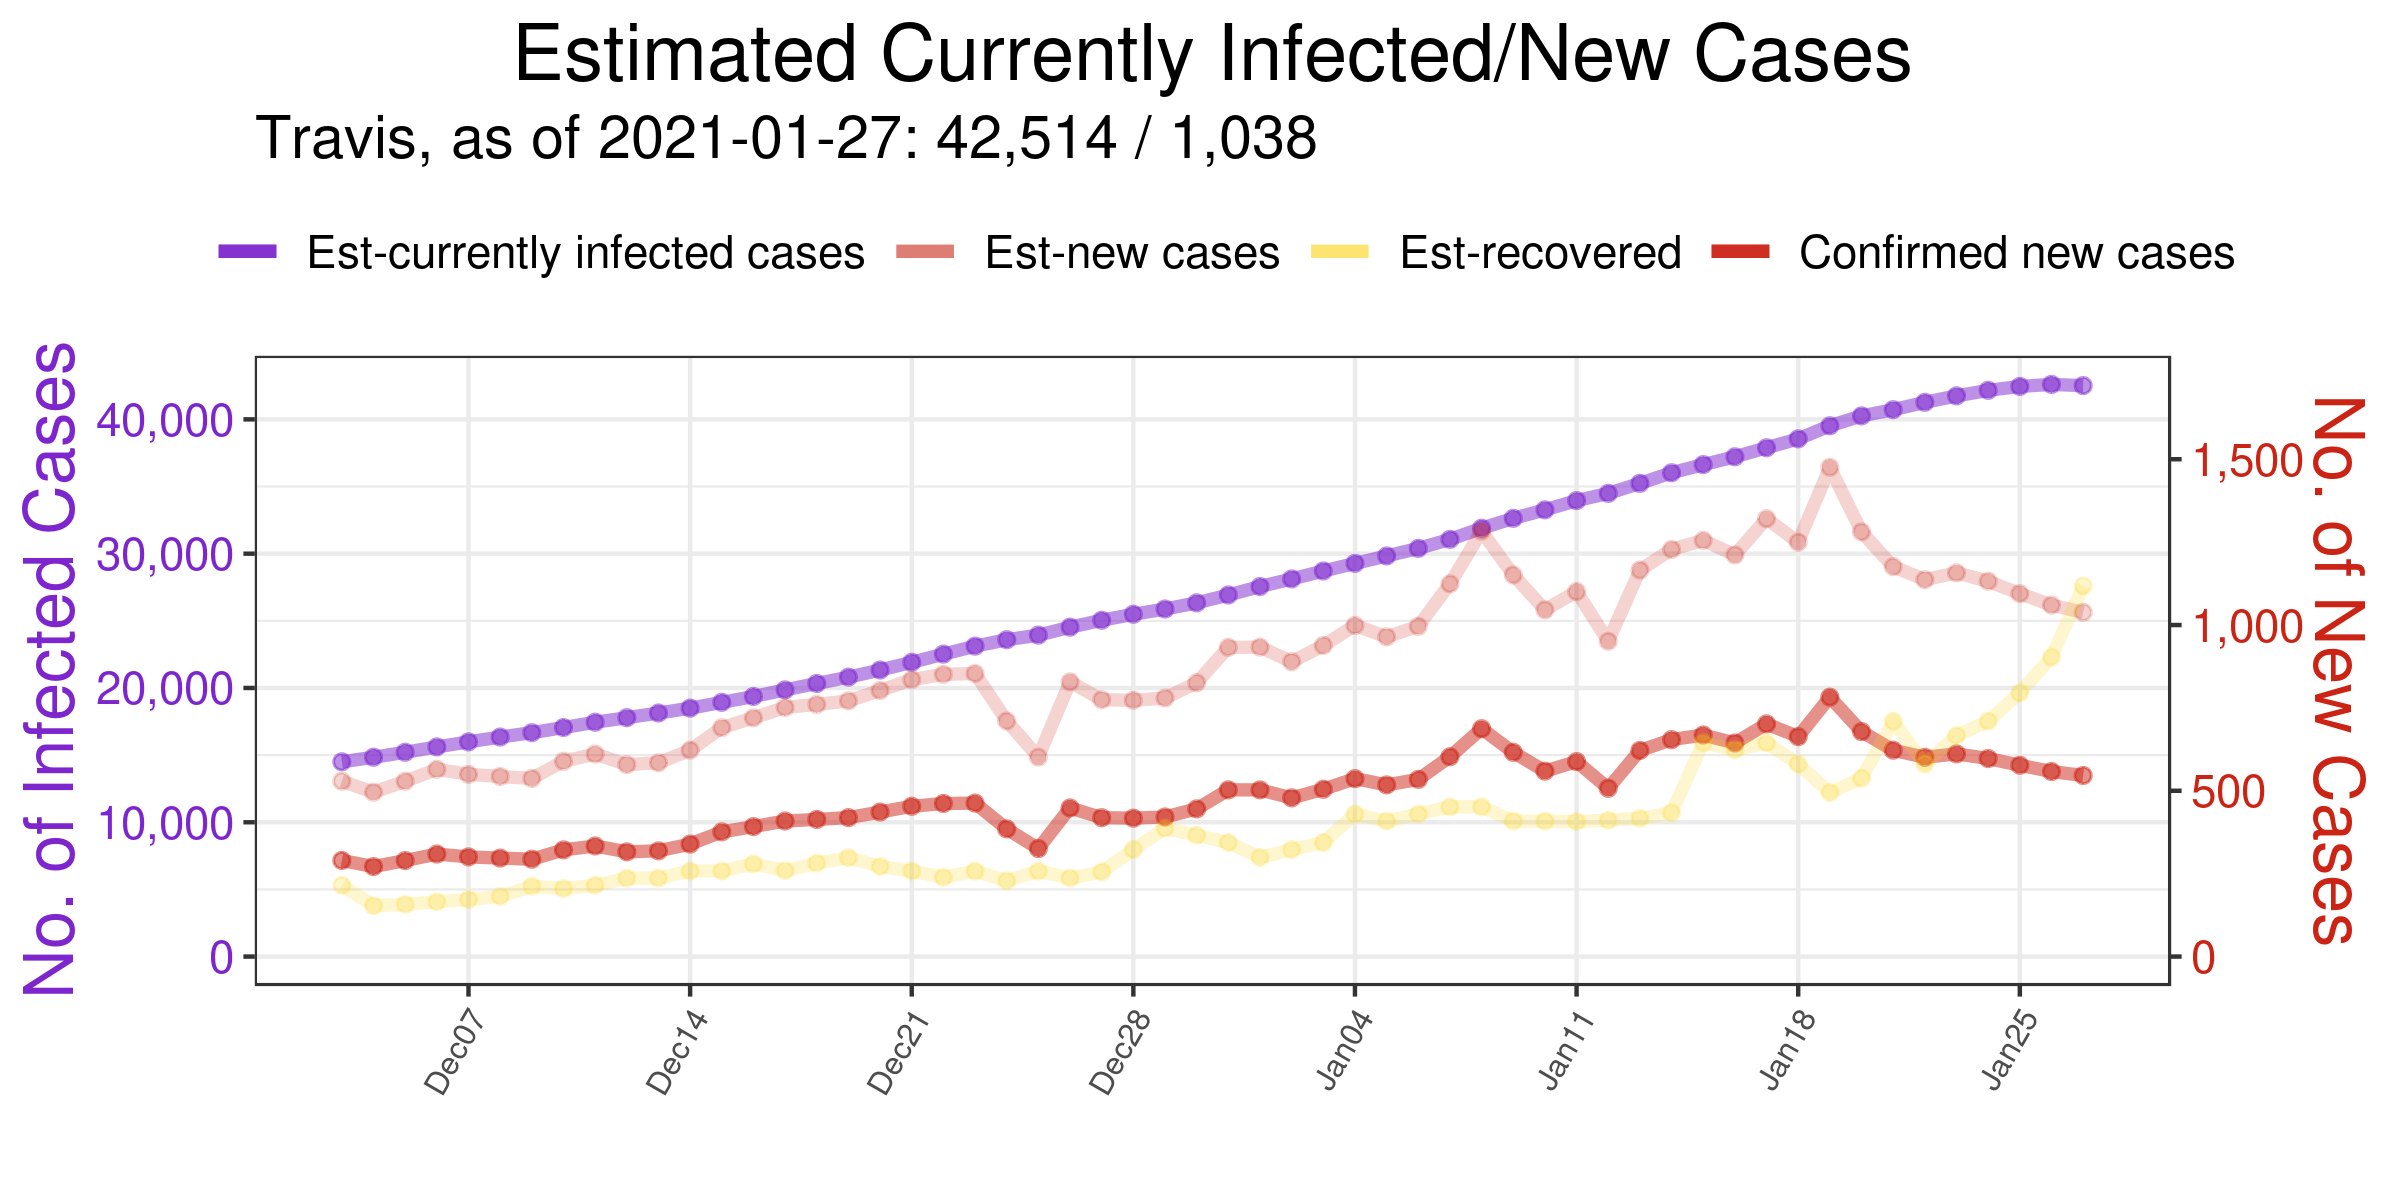 Estimated Currently Infected/New Cases
Travis, as of 2021-01-27: 42,514 / 1,038
Est-currently infected cases Est-new cases Est-recovered Confirmed new cases
No. of Infected Cases
40,000
30,000
20,000
10,000
0
No. of New Cases
1,500
1,000
500
0
Dec07 Dec14 Dec21 Dec28 Jan04 Jan11 Jan18 Jan25